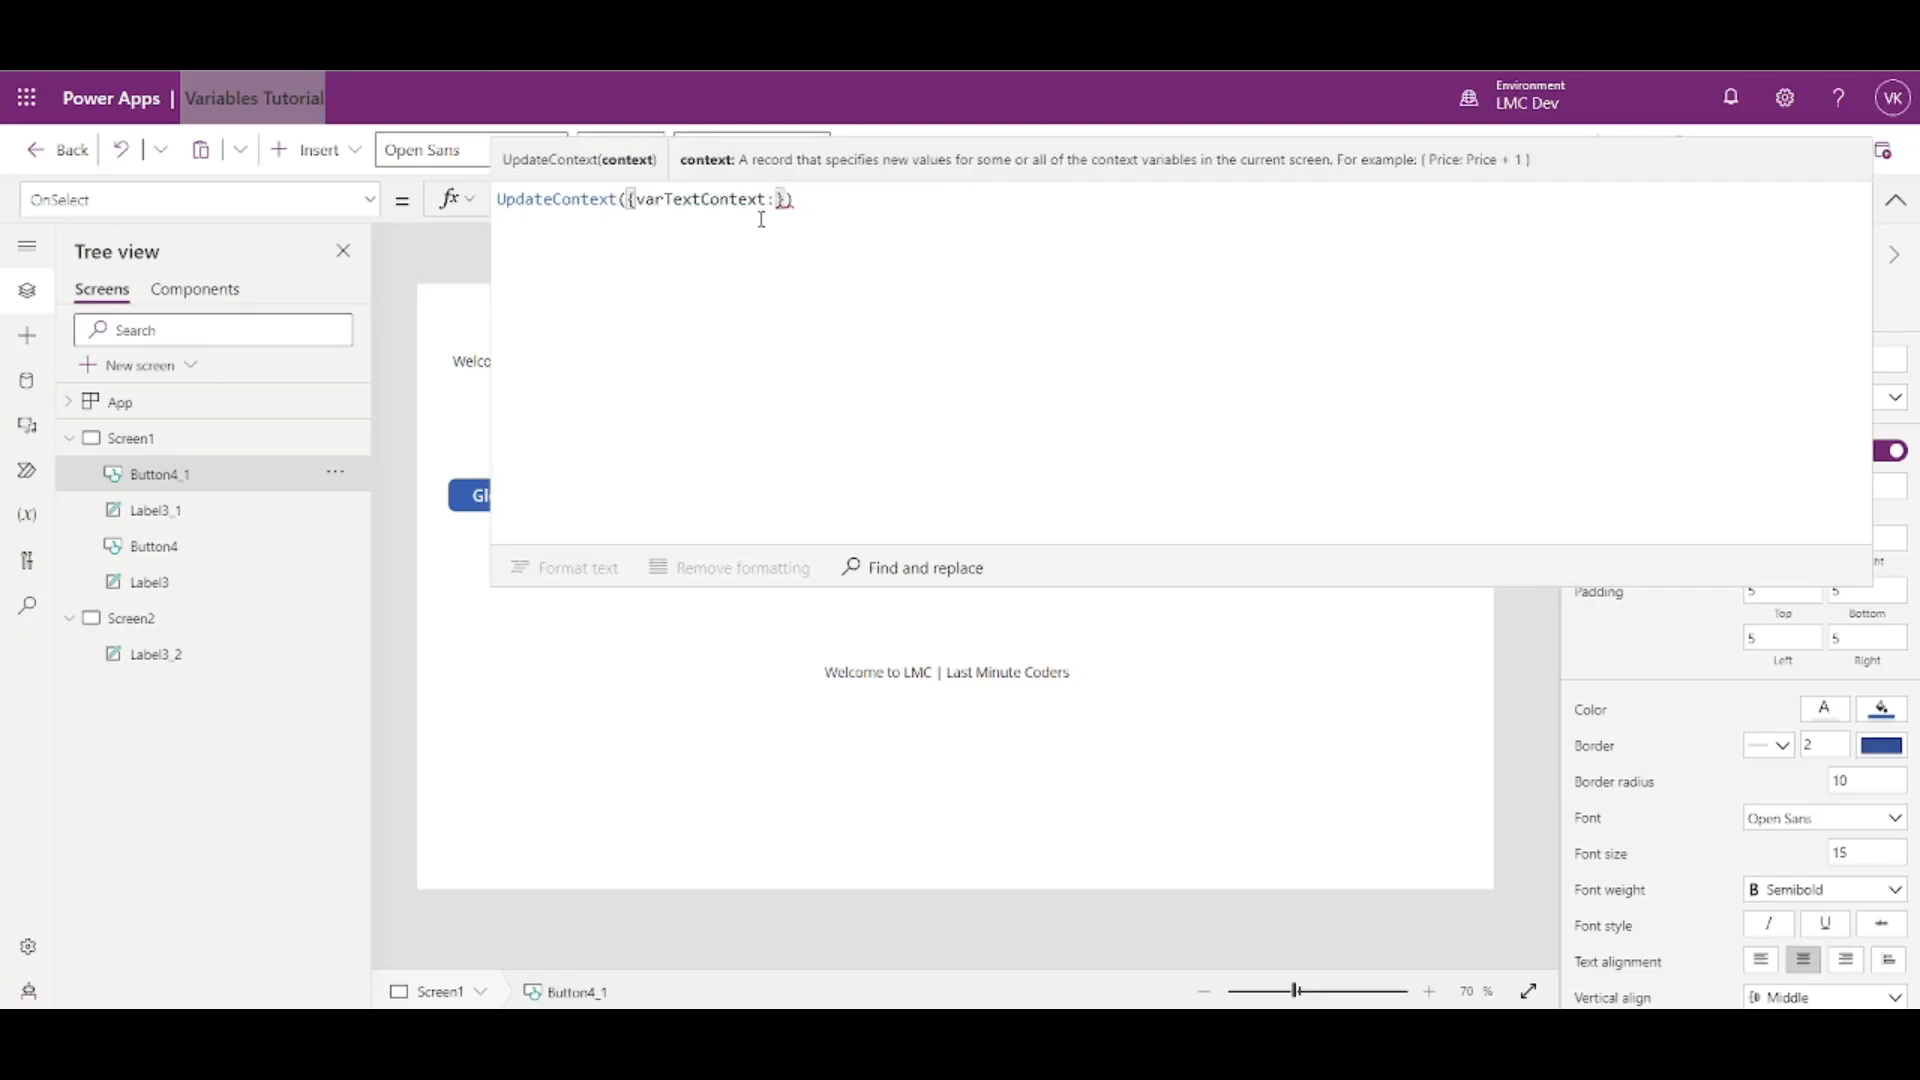 Power Apps | Variables Tutorial
Environment
LMC Dev
VK
Back
Insert
Open Sans
UpdateContext(context)
context: A record that specifies new values for some or all of the context variables in the current screen. For example: { Price: Price + 1 }
OnSelect
=
fx
UpdateContext({varTextContext:})
Tree view
Screens
Components
Search
New screen
App
Screen1
Button4_1
Label3_1
Button4
Label3
Screen2
Label3_2
Welco
Gl
Format text
Remove formatting
Find and replace
Welcome to LMC | Last Minute Coders
ht
Padding
5
5
Top
Bottom
5
5
Left
Right
Color
A
Border
2
Border radius
10
Font
Open Sans
Font size
15
Font weight
B Semibold
Font style
/ U
Text alignment
Vertical align
Middle
Screen1
Button4_1
70 %